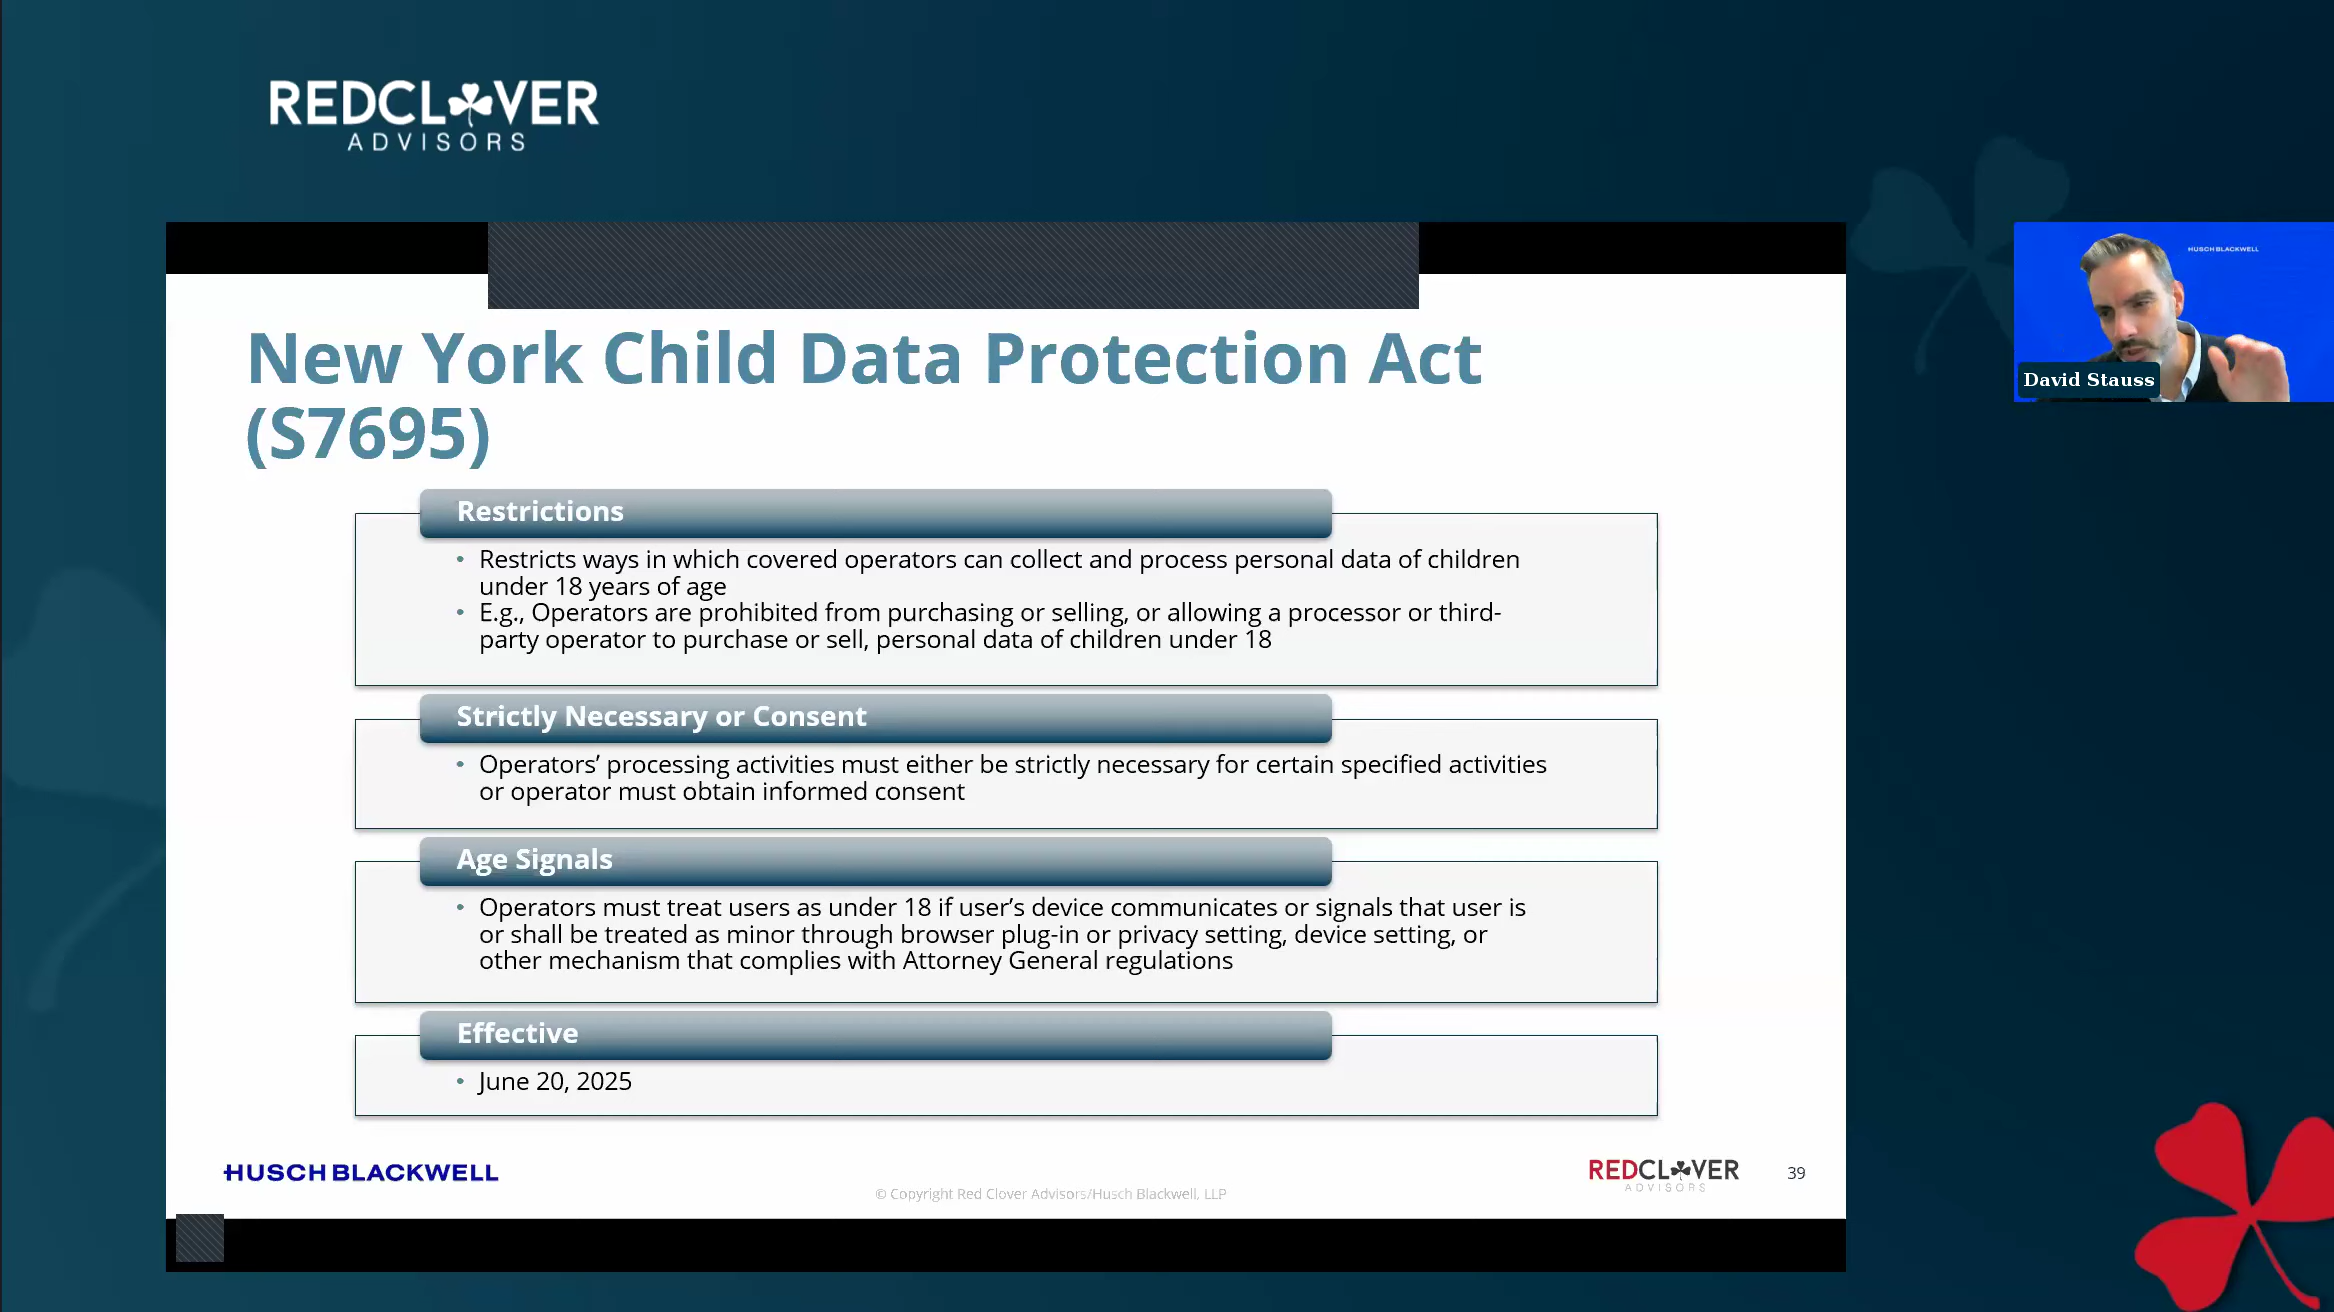 REDCLOVER
ADVISORS
HUSCH BLACKWELL
David Stauss
New York Child Data Protection Act
(S7695)
Restrictions
• Restricts ways in which covered operators can collect and process personal data of children
under 18 years of age
• E.g., Operators are prohibited from purchasing or selling, or allowing a processor or third-
party operator to purchase or sell, personal data of children under 18
Strictly Necessary or Consent
• Operators’ processing activities must either be strictly necessary for certain specified activities
or operator must obtain informed consent
Age Signals
• Operators must treat users as under 18 if user’s device communicates or signals that user is
or shall be treated as minor through browser plug-in or privacy setting, device setting, or
other mechanism that complies with Attorney General regulations
Effective
• June 20, 2025
HUSCH BLACKWELL
© Copyright Red Clover Advisors/Husch Blackwell, LLP
REDCLOVER
ADVISORS
39